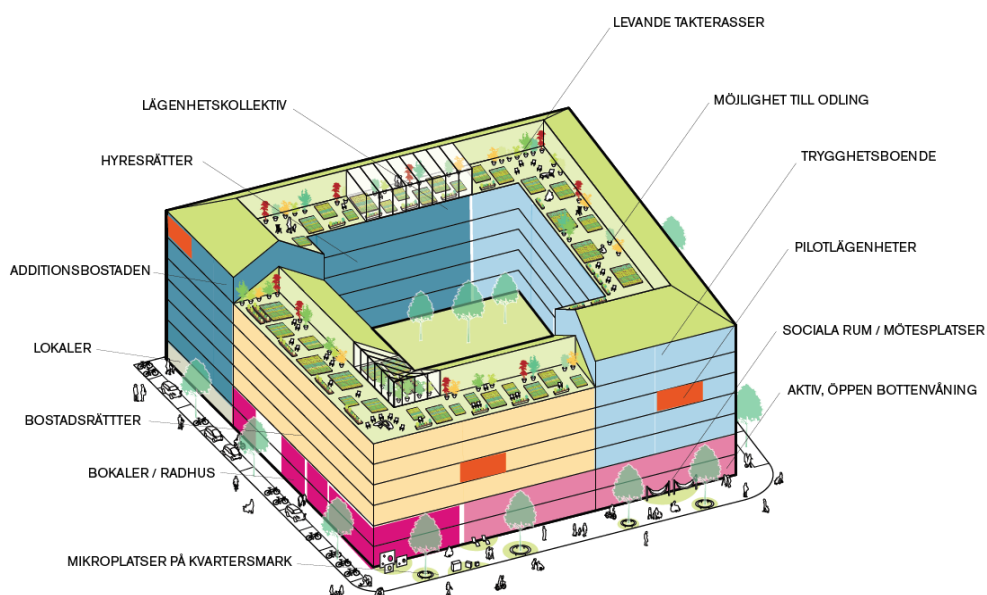 LEVANDE TAKTERASSER
LÄGENHETSKOLLEKTIV
MÖJLIGHET TILL ODLING
HYRESRÄTTER
TRYGGHETSBOENDE
PILOTLÄGENHETER
ADDITIONSBOSTADEN
SOCIALA RUM / MÖTESPLATSER
LOKALER
AKTIV, ÖPPEN BOTTENVÅNING
BOSTADSRÄTTTER
BOKALER / RADHUS
MIKROPLATSER PÅ KVARTERSMARK